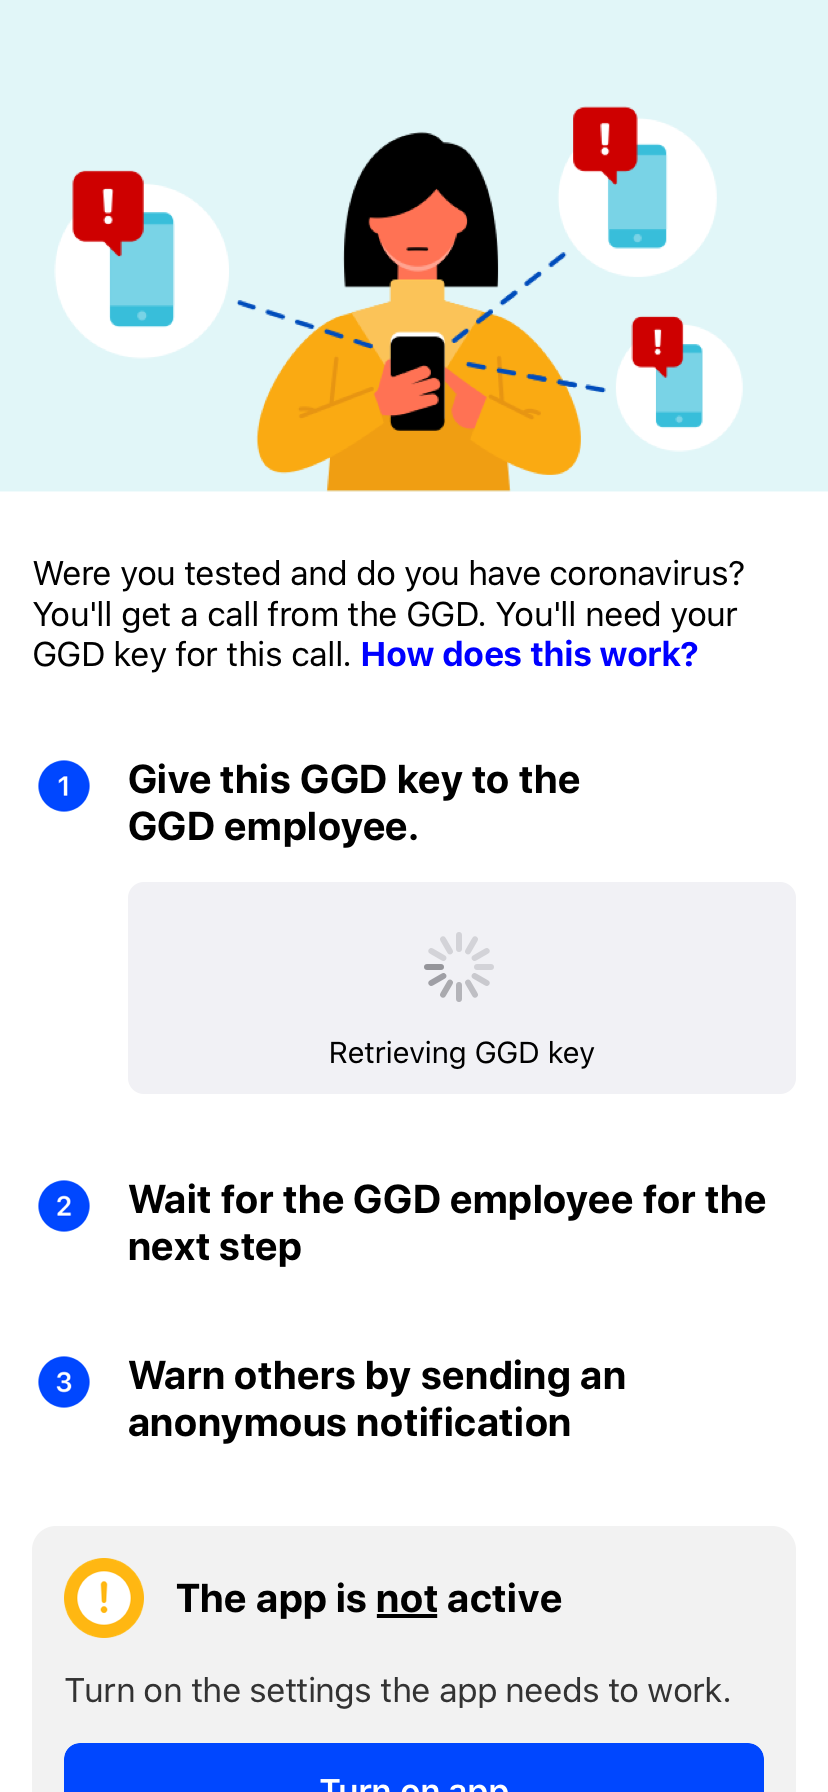 !
!
!
Were you tested and do you have coronavirus?
You'll get a call from the GGD. You'll need your
GGD key for this call. How does this work?
1
Give this GGD key to the
GGD employee.
Retrieving GGD key
2
Wait for the GGD employee for the
next step
3
Warn others by sending an
anonymous notification
!
The app is not active
Turn on the settings the app needs to work.
Turn on app